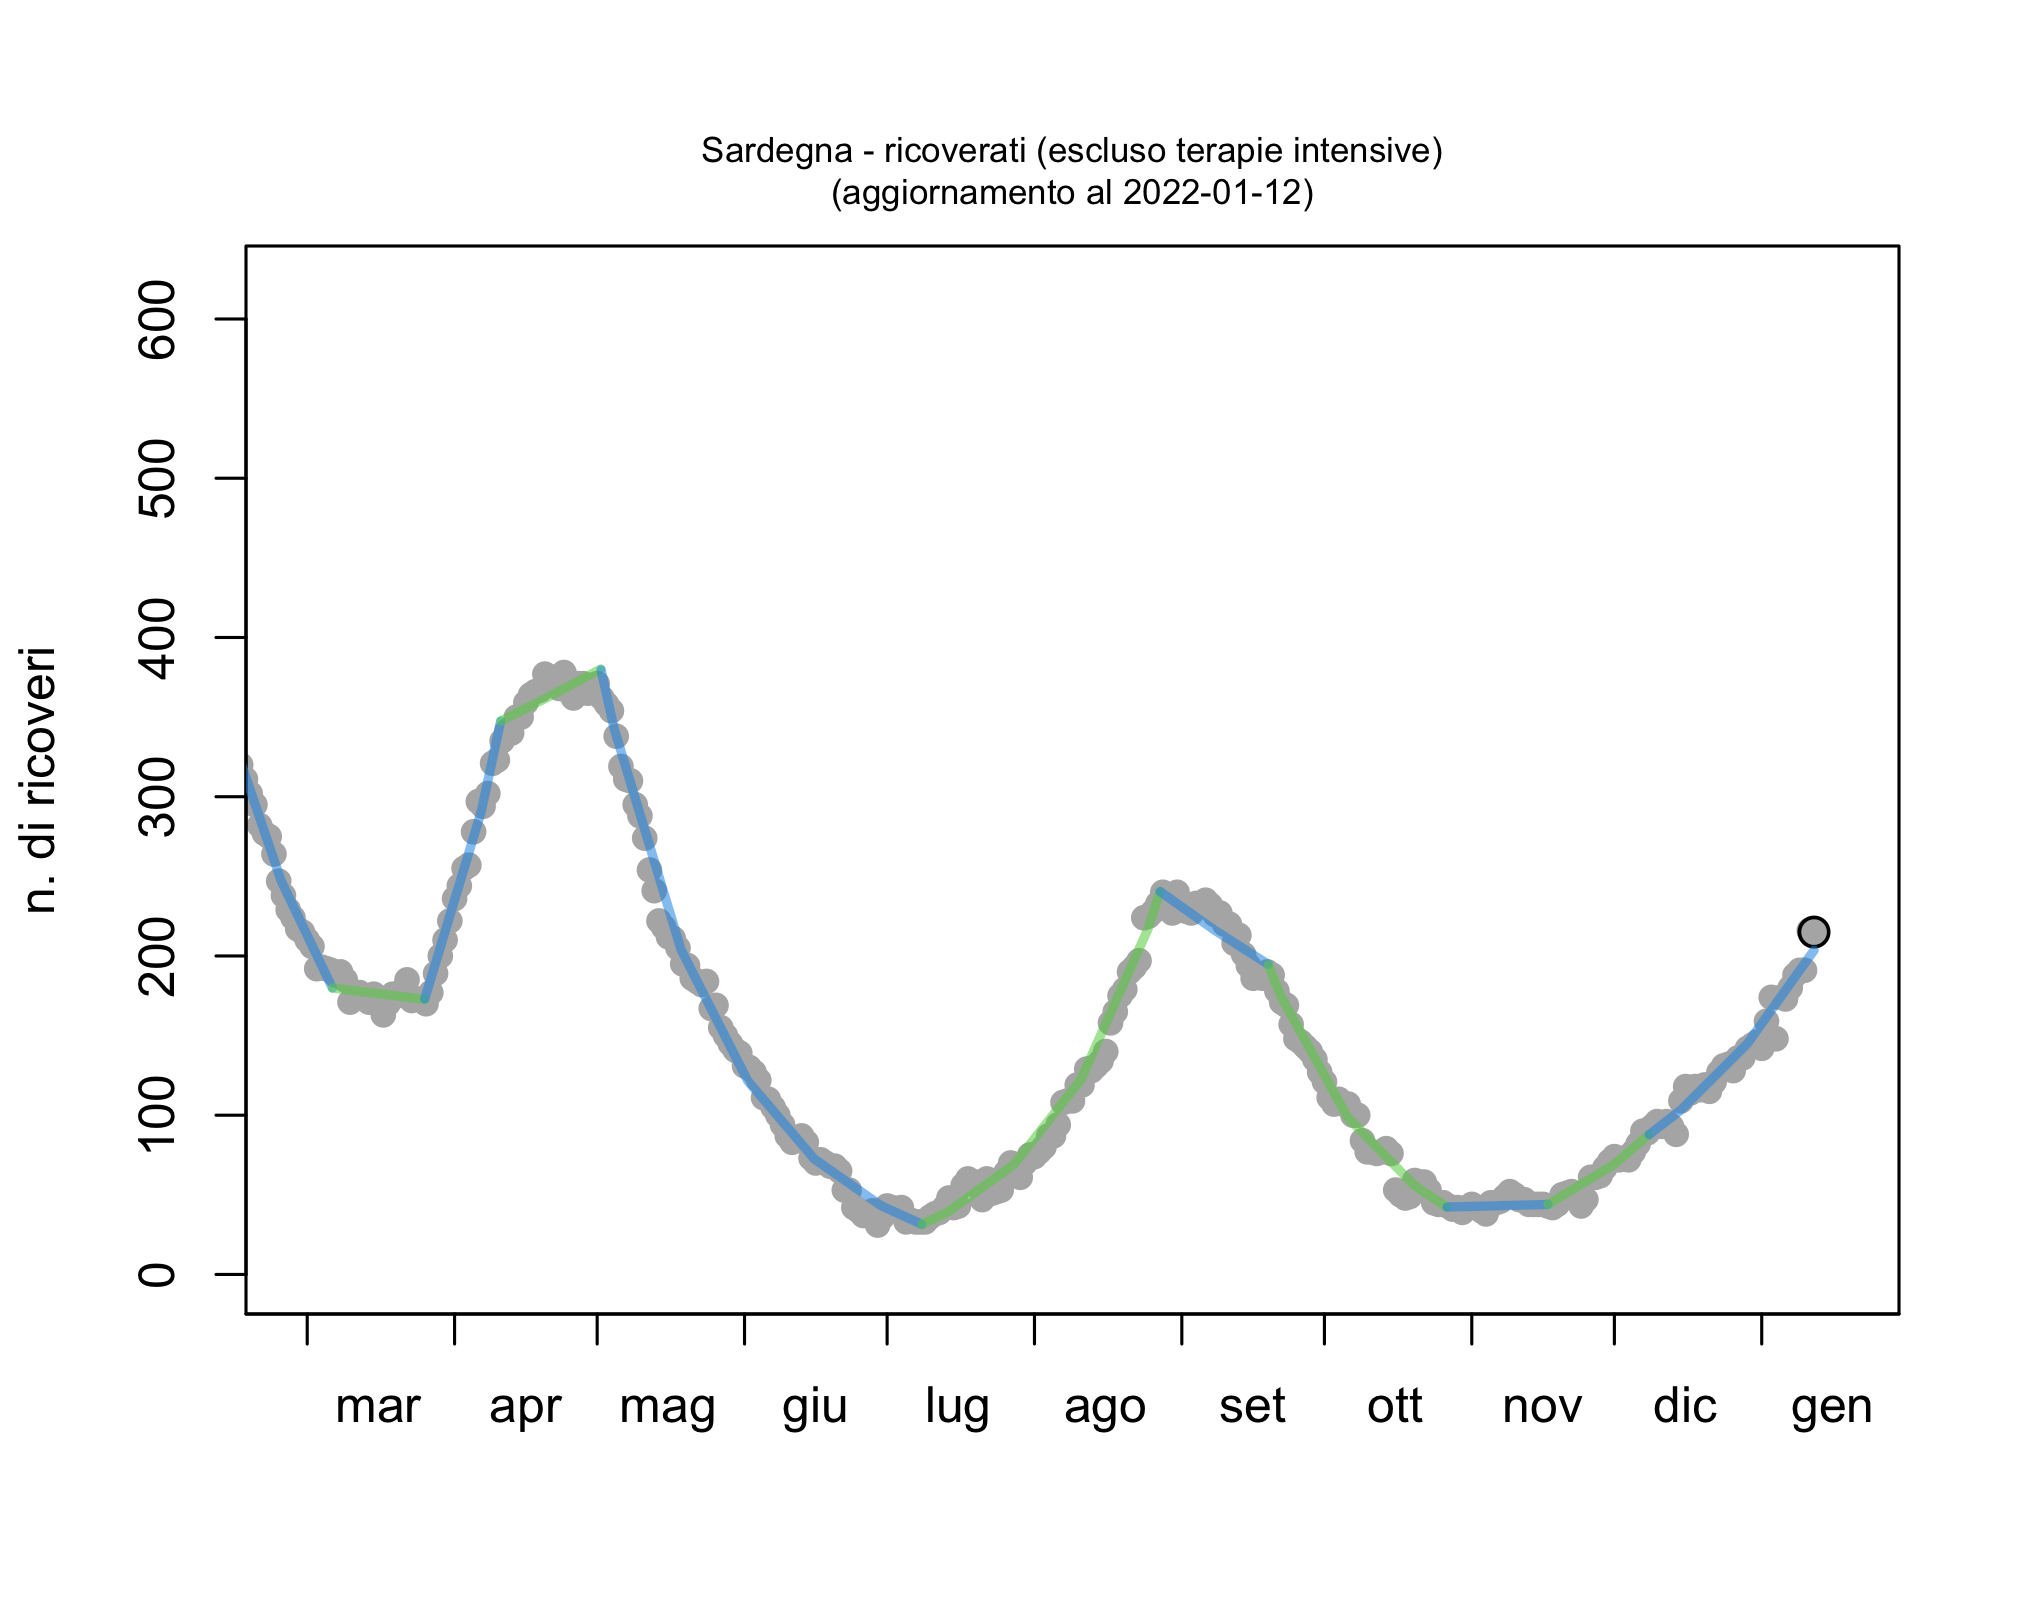 Sardegna - ricoverati (escluso terapie intensive)
(aggiornamento al 2022-01-12)
n. di ricoveri
600
500
400
300
200
100
0
mar apr mag giu lug ago set ott nov dic gen